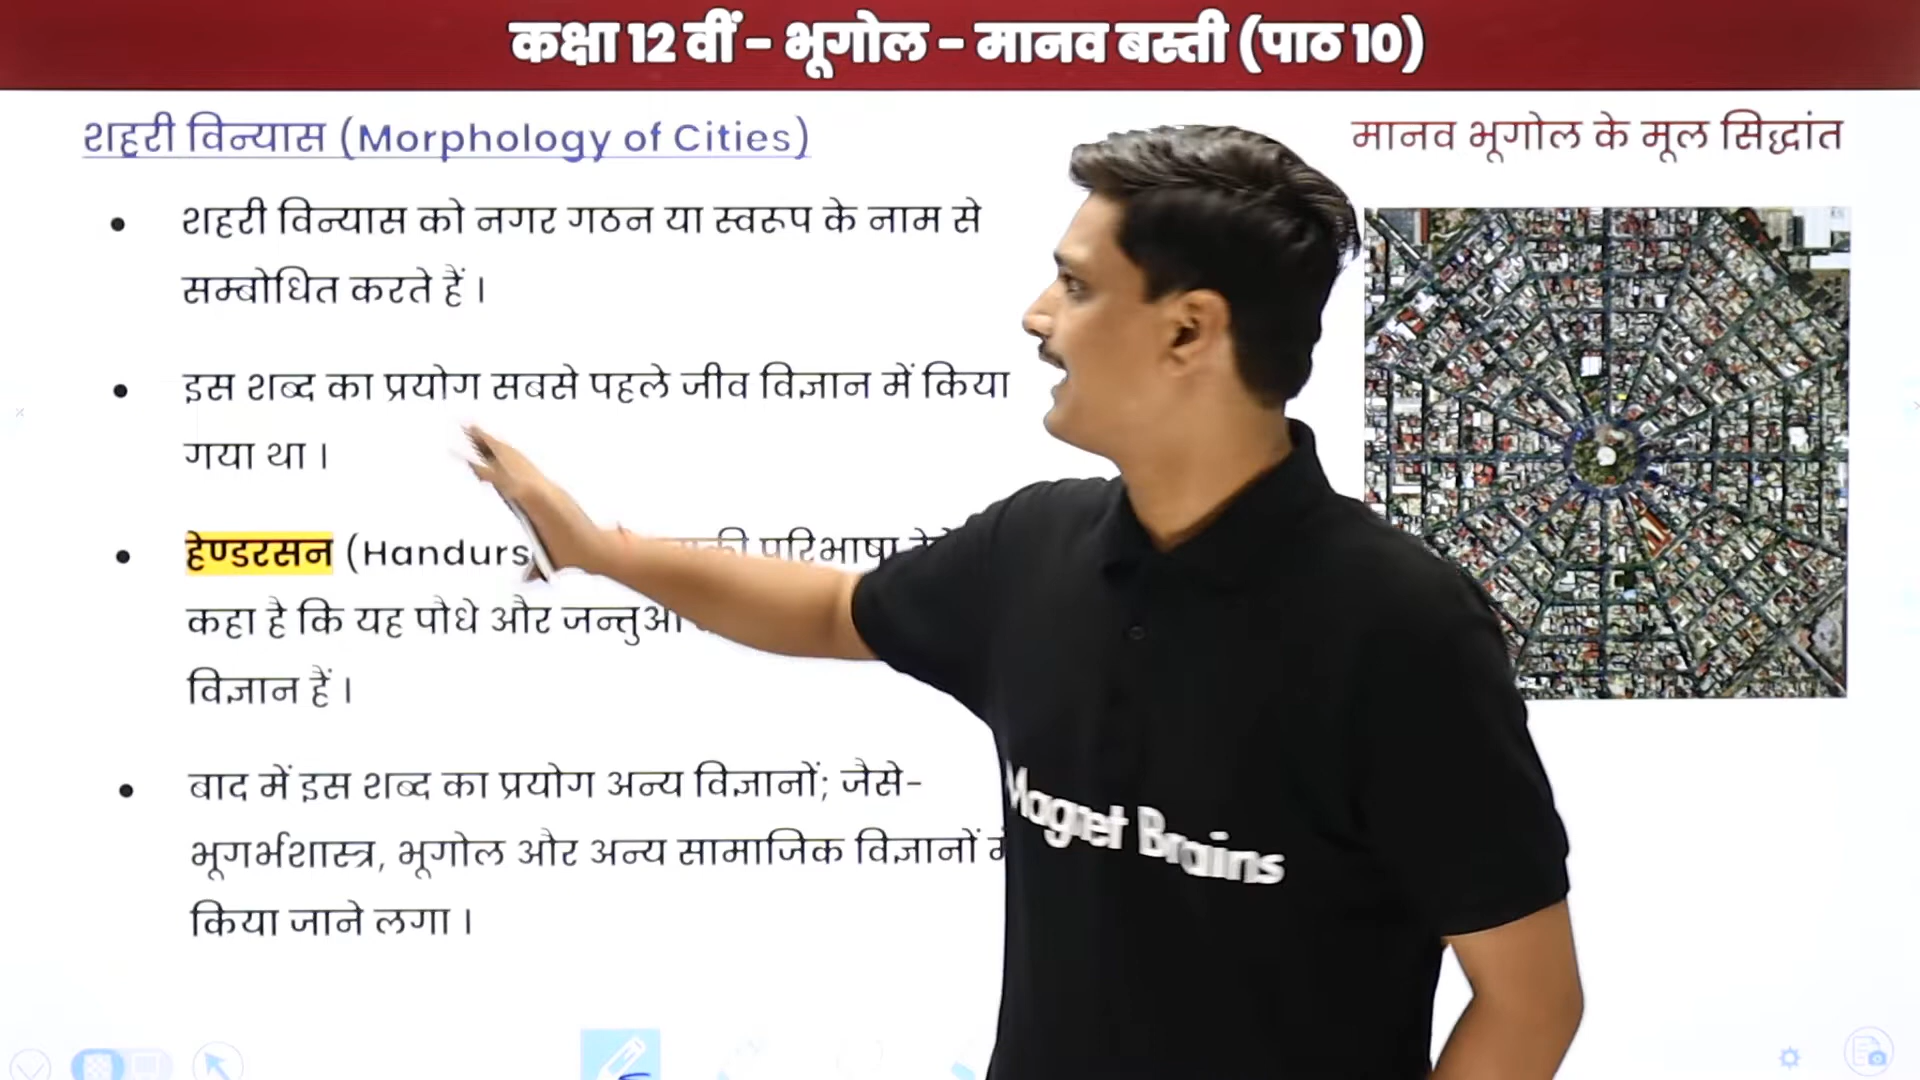 कक्षा 12 वीं - भूगोल - मानव बस्ती (पाठ 10)
शहरी विन्यास (Morphology of Cities)
मानव भूगोल के मूल सिद्धांत
• शहरी विन्यास को नगर गठन या स्वरूप के नाम से
सम्बोधित करते हैं ।
• इस शब्द का प्रयोग सबसे पहले जीव विज्ञान में किया
गया था ।
• हेण्डरसन (Handurs परिभाषा
कहा है कि यह पौधे और जन्तुओं
विज्ञान हैं ।
• बाद में इस शब्द का प्रयोग अन्य विज्ञानों; जैसे-
भूगर्भशास्त्र, भूगोल और अन्य सामाजिक विज्ञानों में
किया जाने लगा ।
Magnet Brains